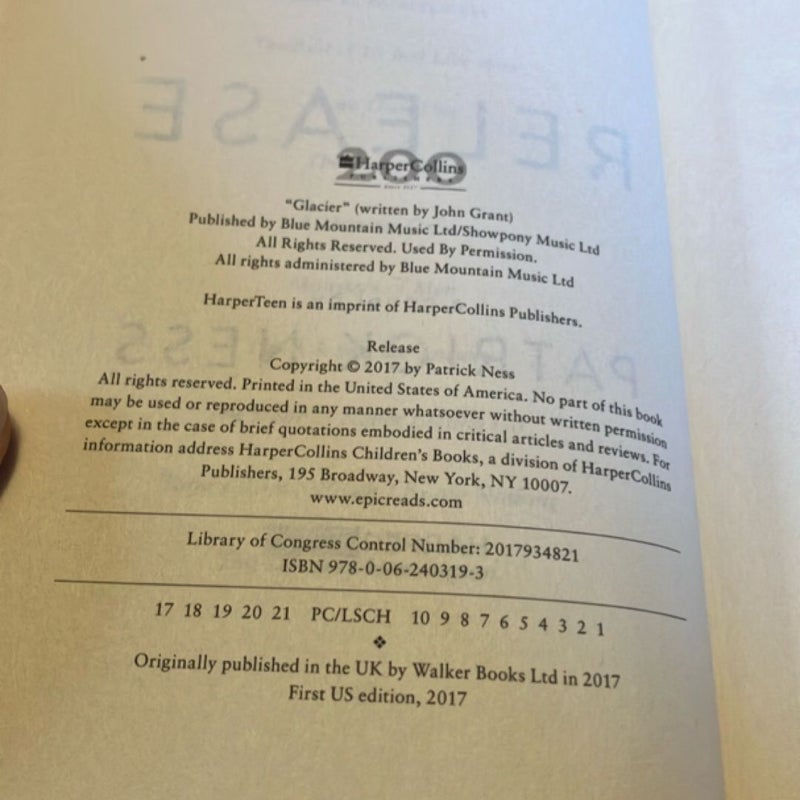 200
HarperCollins
PUBLISHERS
Since 1817
"Glacier" (written by John Grant)
Published by Blue Mountain Music Ltd/Showpony Music Ltd
All Rights Reserved. Used By Permission.
All rights administered by Blue Mountain Music Ltd
HarperTeen is an imprint of HarperCollins Publishers.
Release
Copyright © 2017 by Patrick Ness
All rights reserved. Printed in the United States of America. No part of this book
may be used or reproduced in any manner whatsoever without written permission
except in the case of brief quotations embodied in critical articles and reviews. For
information address HarperCollins Children's Books, a division of HarperCollins
Publishers, 195 Broadway, New York, NY 10007.
www.epicreads.com
Library of Congress Control Number: 2017934821
ISBN 978-0-06-240319-3
17 18 19 20 21 PC/LSCH 10 9 8 7 6 5 4 3 2 1
❖
Originally published in the UK by Walker Books Ltd in 2017
First US edition, 2017
RELEASE
PATRICK NESS